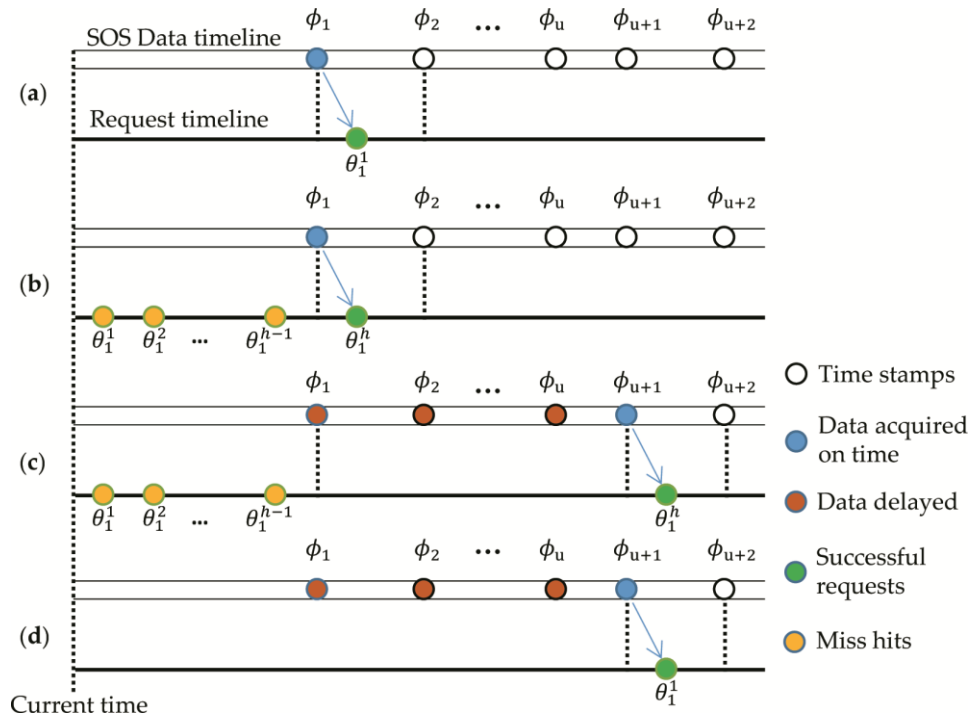 ϕ₁ ϕ₂ ... ϕᵤ ϕᵤ₊₁ ϕᵤ₊₂
SOS Data timeline
(a)
Request timeline
θ₁¹
ϕ₁ ϕ₂ ... ϕᵤ ϕᵤ₊₁ ϕᵤ₊₂
(b)
θ₁¹ θ₁² ... θ₁ʰ⁻¹ θ₁ʰ
ϕ₁ ϕ₂ ... ϕᵤ ϕᵤ₊₁ ϕᵤ₊₂
(c)
θ₁¹ θ₁² ... θ₁ʰ⁻¹ θ₁ʰ
ϕ₁ ϕ₂ ... ϕᵤ ϕᵤ₊₁ ϕᵤ₊₂
(d)
θ₁¹
Current time
Time stamps
Data acquired
on time
Data delayed
Successful
requests
Miss hits